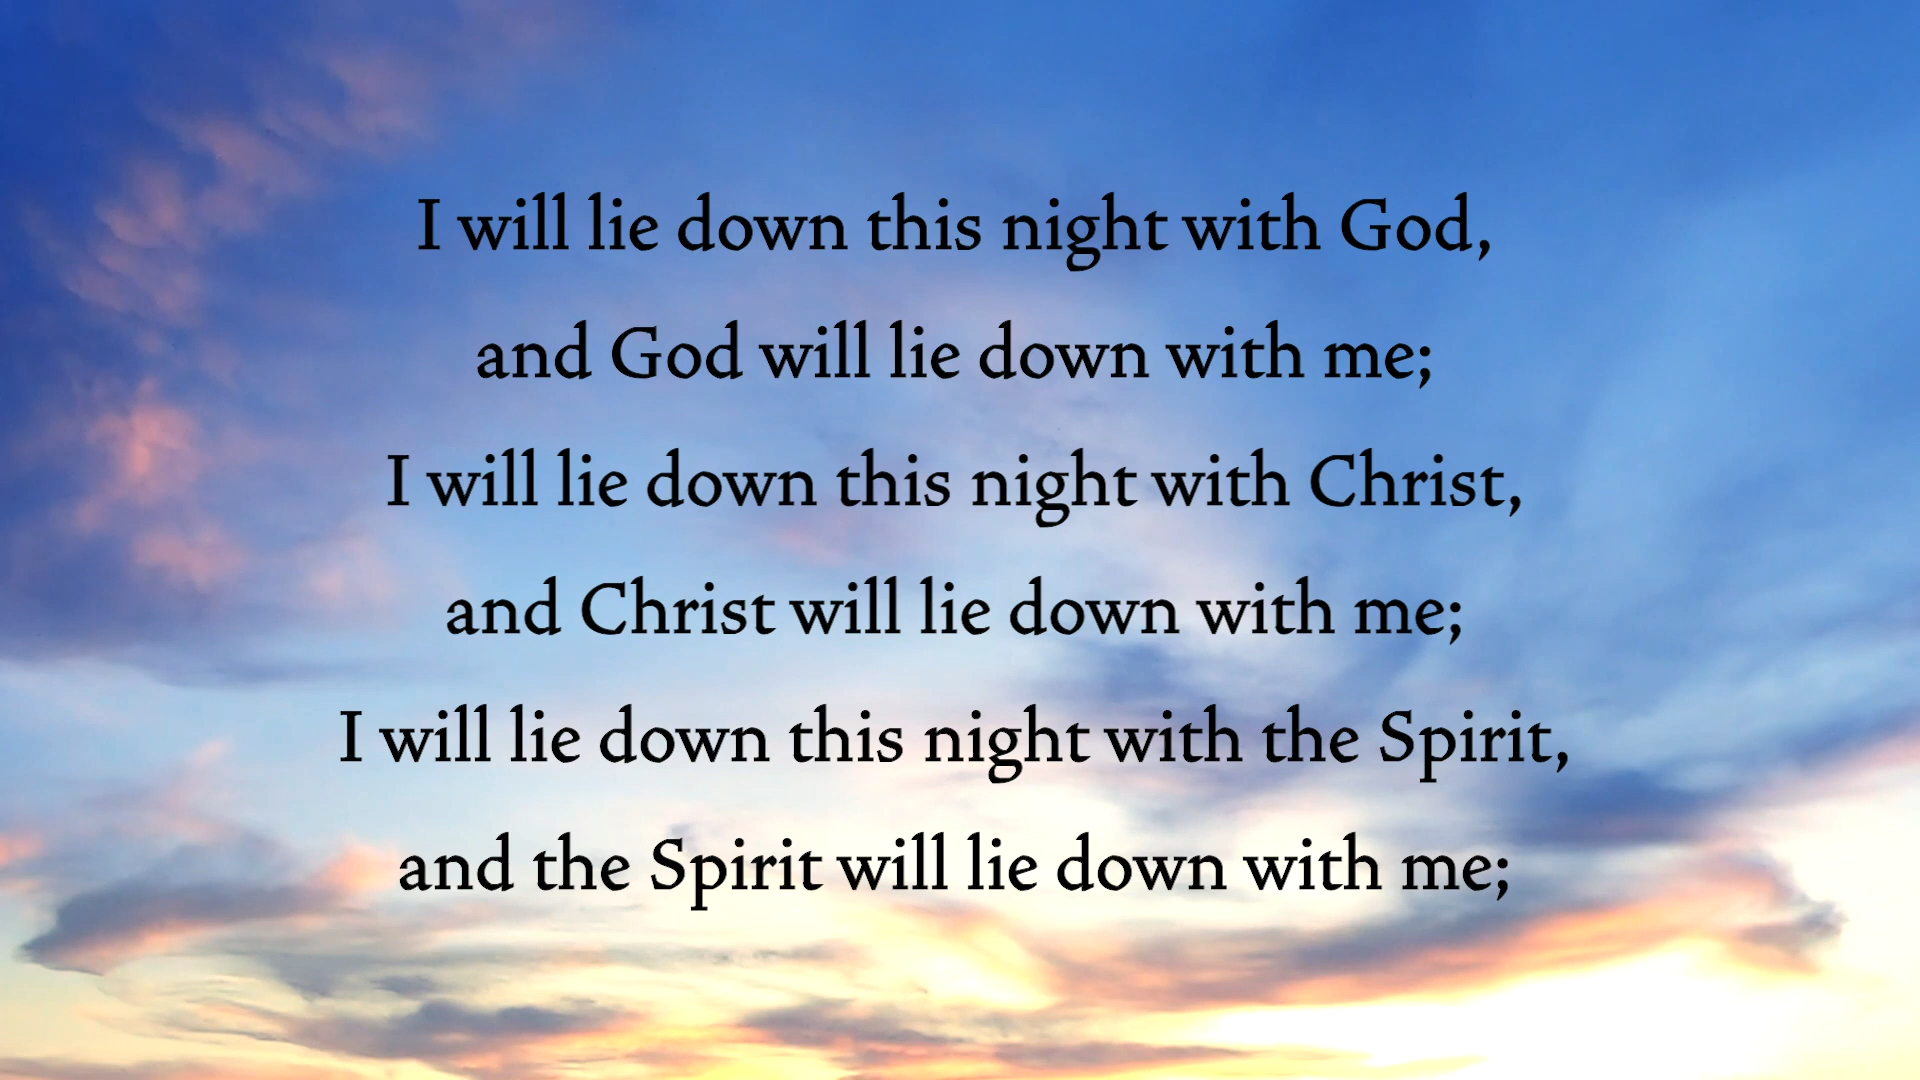 I will lie down this night with God,
and God will lie down with me;
I will lie down this night with Christ,
and Christ will lie down with me;
I will lie down this night with the Spirit,
and the Spirit will lie down with me;